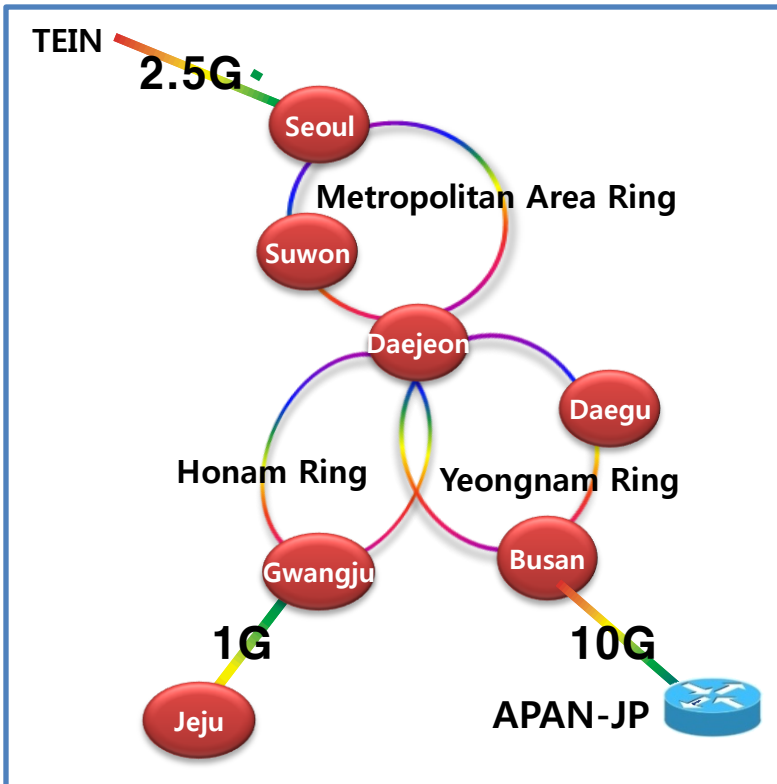 TEIN
2.5G
Seoul
Metropolitan Area Ring
Suwon
Daejeon
Daegu
Honam Ring
Yeongnam Ring
Busan
Gwangju
1G
10G
Jeju
APAN-JP